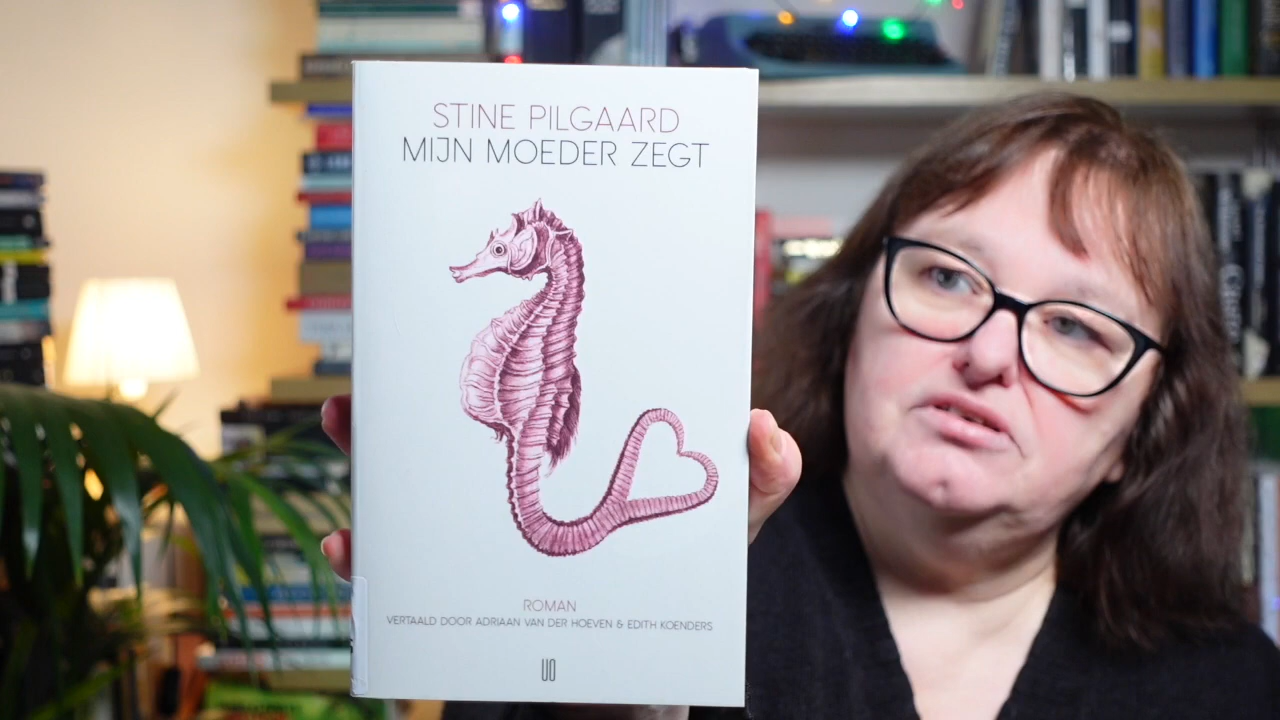 STINE PILGAARD
MIJN MOEDER ZEGT
ROMAN
VERTAALD DOOR ADRIAAN VAN DER HOEVEN & EDITH KOENDERS
UO